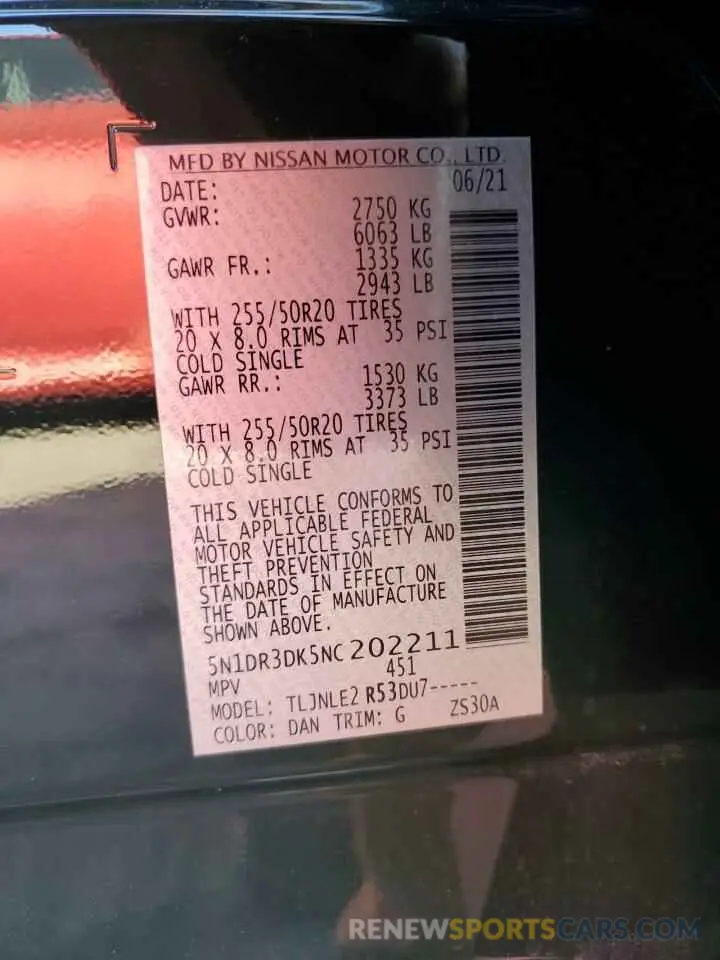 MFD BY NISSAN MOTOR CO., LTD.
DATE: 06/21
GVWR: 2750 KG
6063 LB
GAWR FR.: 1335 KG
2943 LB
WITH 255/50R20 TIRES
20 X 8.0 RIMS AT 35 PSI
COLD SINGLE
GAWR RR.: 1530 KG
3373 LB
WITH 255/50R20 TIRES
20 X 8.0 RIMS AT 35 PSI
COLD SINGLE
THIS VEHICLE CONFORMS TO
ALL APPLICABLE FEDERAL
MOTOR VEHICLE SAFETY AND
THEFT PREVENTION
STANDARDS IN EFFECT ON
THE DATE OF MANUFACTURE
SHOWN ABOVE.
5N1DR3DK5NC202211
MPV 451
MODEL: TLJNLE2 R53DU7-----
COLOR: DAN TRIM: G ZS30A
RENEWSPORTSCARS.COM